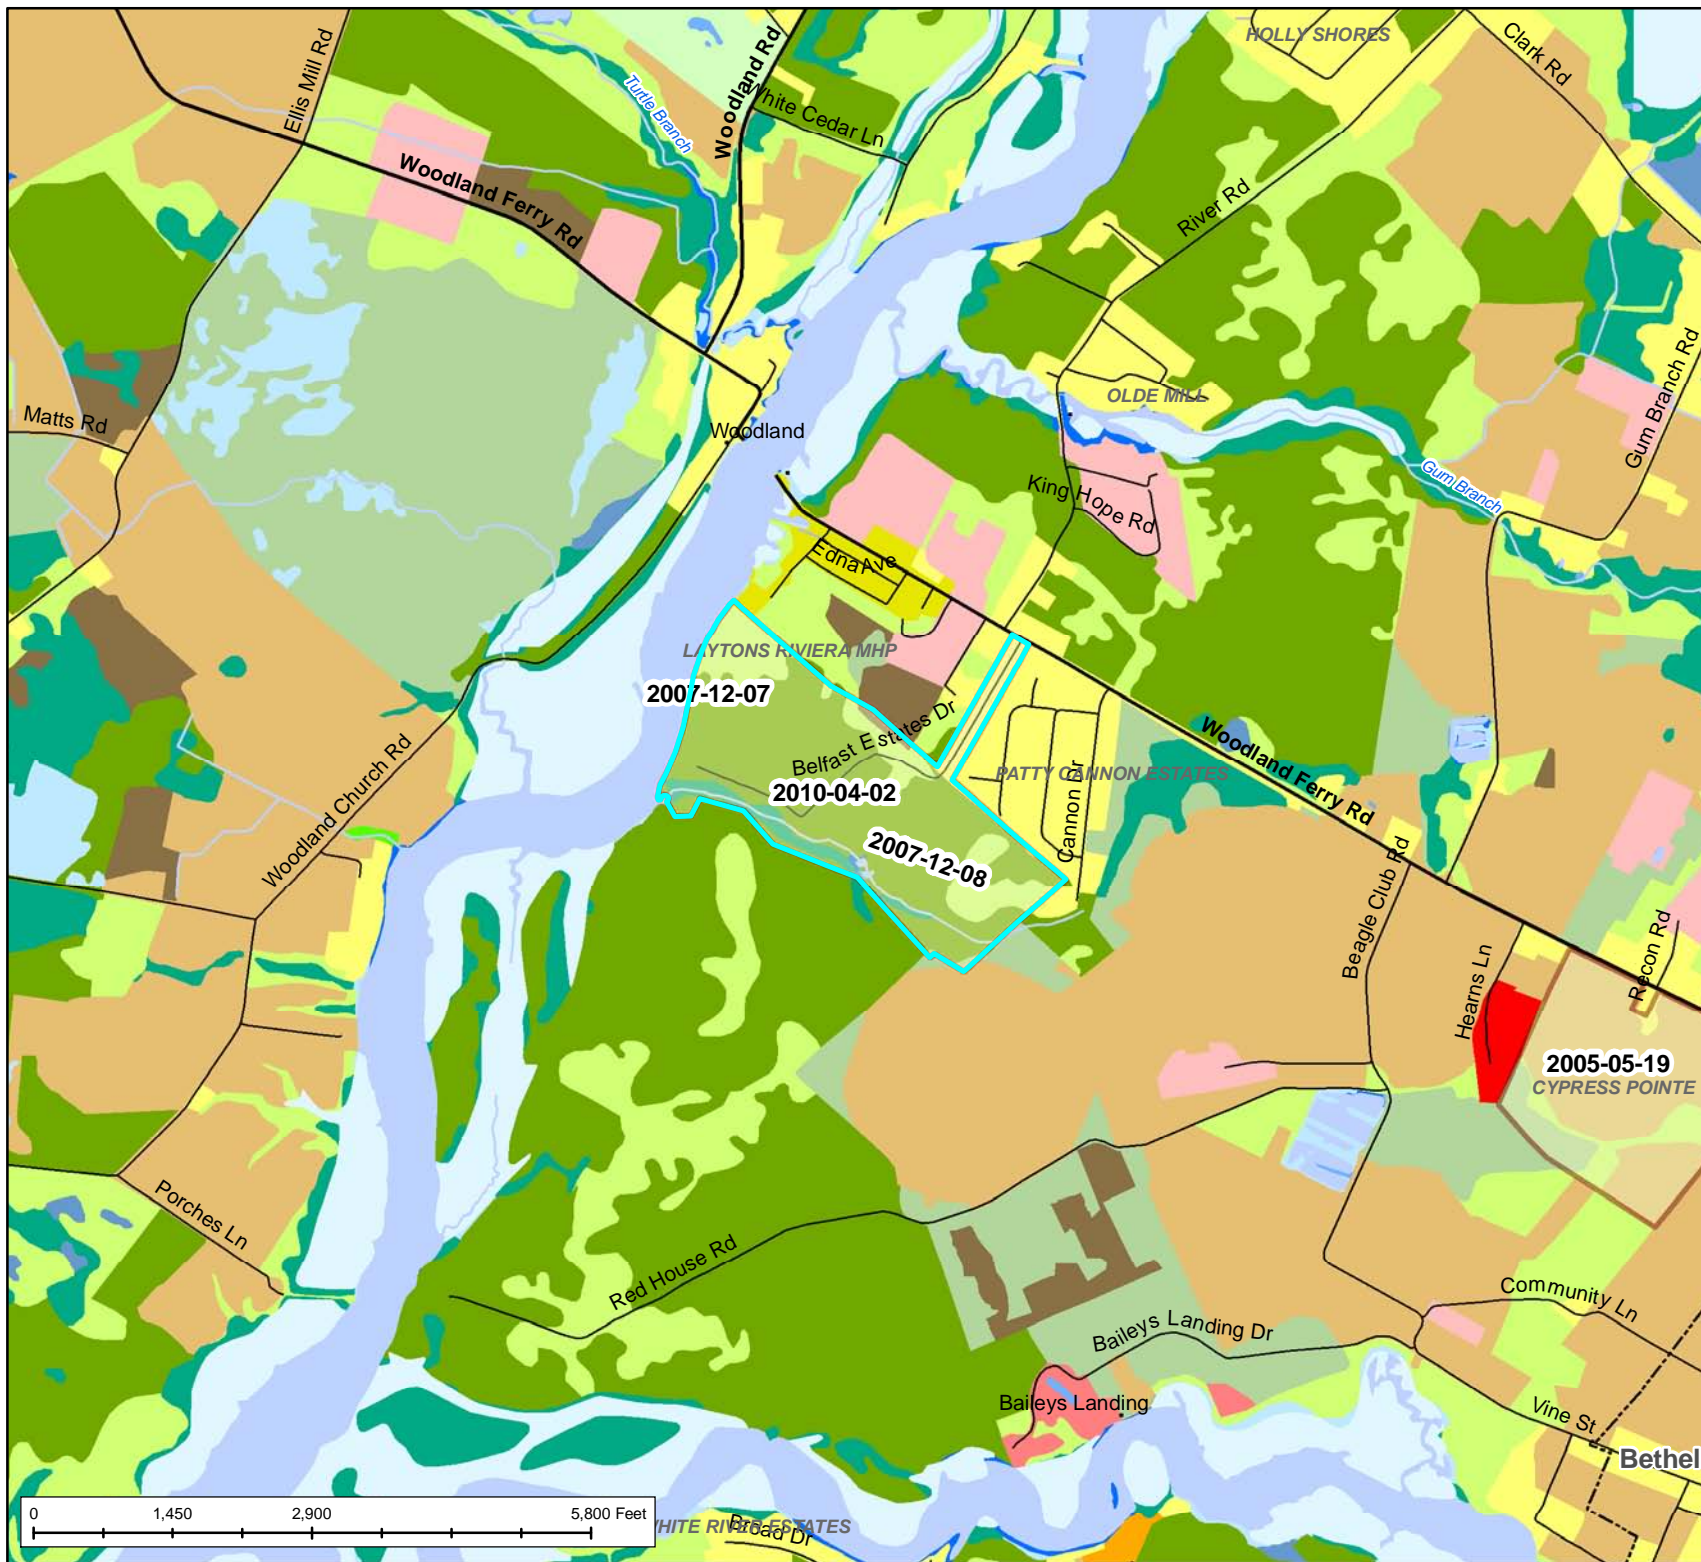 HOLLY SHORES
Clark Rd
Ellis Mill Rd
Turtle Branch
Woodland Rd
White Cedar Ln
Woodland Ferry Rd
River Rd
Gum Branch Rd
OLDE MILL
Matts Rd
Woodland
Gum Branch
King Hope Rd
Edna Ave
LAYTONS RIVIERA MHP
2007-12-07
Belfast Estates Dr
Woodland Ferry Rd
PATTY CANNON ESTATES
2010-04-02
Cannon Dr
2007-12-08
Woodland Church Rd
Beagle Club Rd
Recon Rd
Hearns Ln
2005-05-19
CYPRESS POINTE
Porches Ln
Red House Rd
Community Ln
Baileys Landing Dr
Baileys Landing
Vine St
Bethel
0 1,450 2,900 5,800 Feet
HITE RIVER ESTATES
Broad Dr